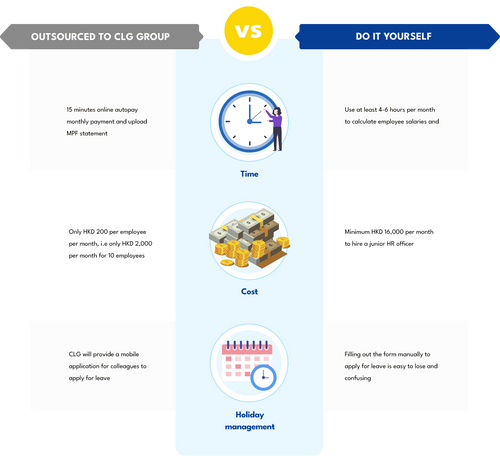 OUTSOURCED TO CLG GROUP
VS
DO IT YOURSELF
15 minutes online autopay
monthly payment and upload
MPF statement
Time
Use at least 4-6 hours per month
to calculate employee salaries and
Only HKD 200 per employee
per month, i.e only HKD 2,000
per month for 10 employees
Cost
Minimum HKD 16,000 per month
to hire a junior HR officer
CLG will provide a mobile
application for colleagues to
apply for leave
Holiday
management
Filling out the form manually to
apply for leave is easy to lose and
confusing